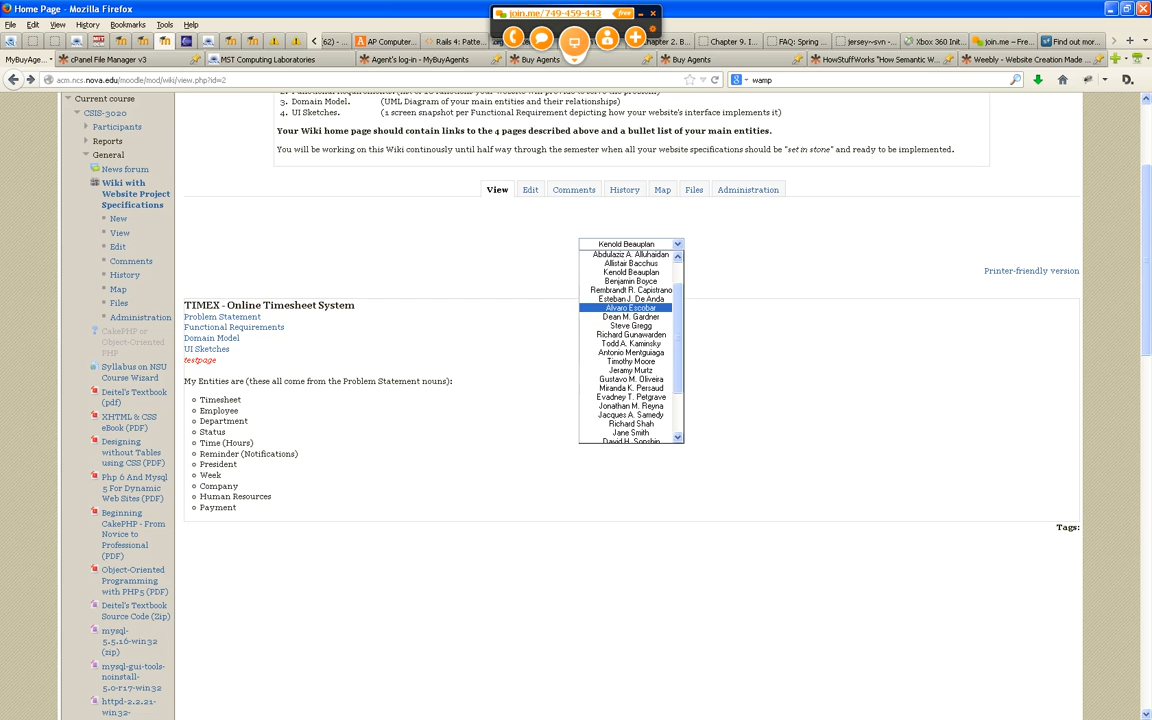 Home Page - Mozilla Firefox
File Edit View History Bookmarks Tools Help
join.me/749-459-443 free
62) - ...
AP Computer...
Rails 4: Patter...
Chapter 2. B...
Chapter 9. I...
FAQ: Spring ...
jersey-svn - ...
Xbox 360 Init...
join.me – Fre...
Find out mor...
MyBuyAge...
cPanel File Manager v3
MST Computing Laboratories
Agent's log-in - MyBuyAgents
Buy Agents
Buy Agents
HowStuffWorks "How Semantic W...
Weebly - Website Creation Made ...
acm.ncs.nova.edu/moodle/mod/wiki/view.php?id=2
wamp
Current course
CSIS-3020
Participants
Reports
General
News forum
Wiki with
Website Project
Specifications
New
View
Edit
Comments
History
Map
Files
Administration
CakePHP or
Object-Oriented
PHP
Syllabus on NSU
Course Wizard
Deitel's Textbook
(pdf)
XHTML & CSS
eBook (PDF)
Designing
without Tables
using CSS (PDF)
Php 6 And Mysql
5 For Dynamic
Web Sites (PDF)
Beginning
CakePHP - From
Novice to
Professional
(PDF)
Object-Oriented
Programming
with PHP5 (PDF)
Deitel's Textbook
Source Code (Zip)
mysql-
5.5.16-win32
(zip)
mysql-gui-tools-
noinstall-
5.0-r17-win32
httpd-2.2.21-
win32-
3. Domain Model. (UML Diagram of your main entities and their relationships)
4. UI Sketches. (1 screen snapshot per Functional Requirement depicting how your website's interface implements it)
Your Wiki home page should contain links to the 4 pages described above and a bullet list of your main entities.
You will be working on this Wiki continously until half way through the semester when all your website specifications should be "set in stone" and ready to be implemented.
View Edit Comments History Map Files Administration
Kenold Beauplan
Abdulaziz A. Alluhaidan
Allistair Bacchus
Kenold Beauplan
Benjamin Boyce
Rembrandt R. Capistrano
Esteban J. De Anda
Alvaro Escobar
Dean M. Gardner
Steve Gregg
Richard Gunawarden
Todd A. Kaminsky
Antonio Mentguiaga
Timothy Moore
Jeramy Murtz
Gustavo M. Oliveira
Miranda K. Persaud
Evadney T. Petgrave
Jonathan M. Reyna
Jacques A. Samedy
Richard Shah
Jane Smith
Printer-friendly version
TIMEX - Online Timesheet System
Problem Statement
Functional Requirements
Domain Model
UI Sketches
testpage
My Entities are (these all come from the Problem Statement nouns):
Timesheet
Employee
Department
Status
Time (Hours)
Reminder (Notifications)
President
Week
Company
Human Resources
Payment
Tags: